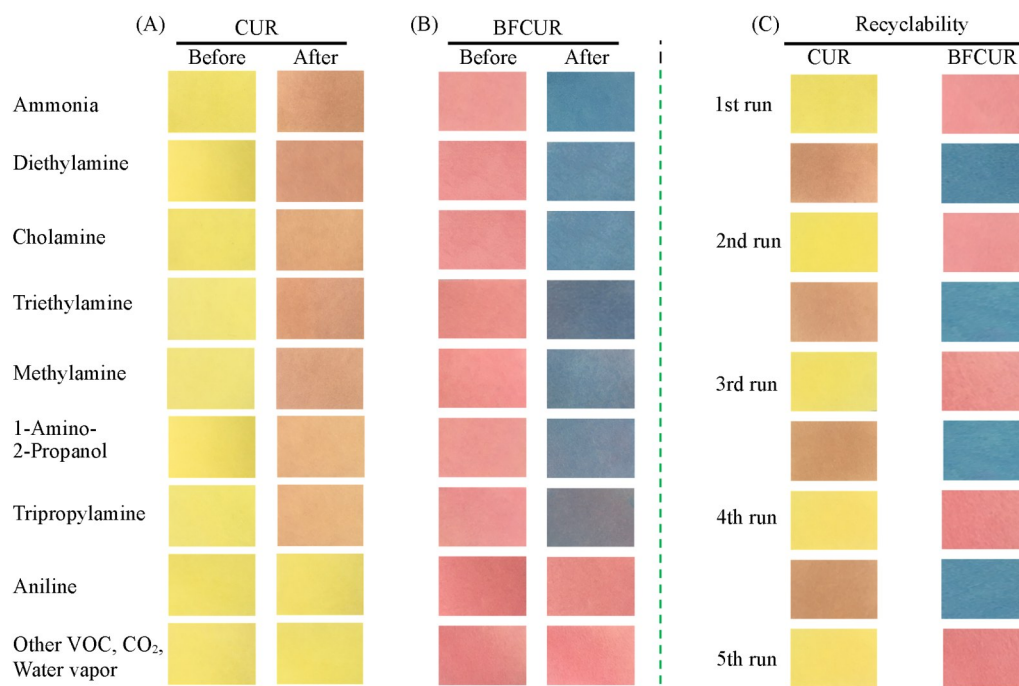 (A)
CUR
Before After
(B)
BFCUR
Before After
(C)
Recyclability
CUR
BFCUR
Ammonia
Diethylamine
Cholamine
Triethylamine
Methylamine
1-Amino-
2-Propanol
Tripropylamine
Aniline
Other VOC, CO₂,
Water vapor
1st run
2nd run
3rd run
4th run
5th run